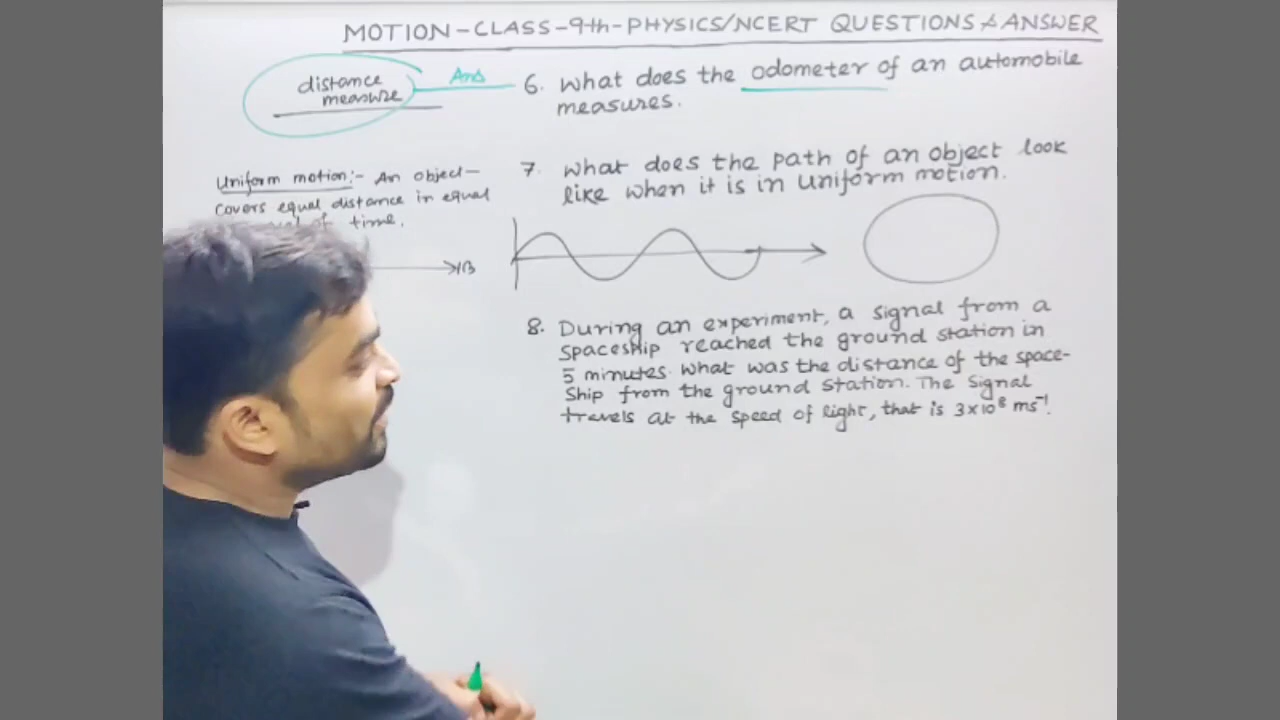 MOTION-CLASS-9th-PHYSICS/NCERT QUESTIONS & ANSWER
distance
measure
Ans
6. What does the odometer of an automobile
measures.
Uniform motion:- An object-
covers equal distance in equal
of time.
B
7. What does the path of an object look
like when it is in uniform motion.
8. During an experiment, a signal from a
spaceship reached the ground station in
5 minutes. What was the distance of the space-
ship from the ground station. The signal
travels at the speed of light, that is 3×10⁸ ms⁻¹.